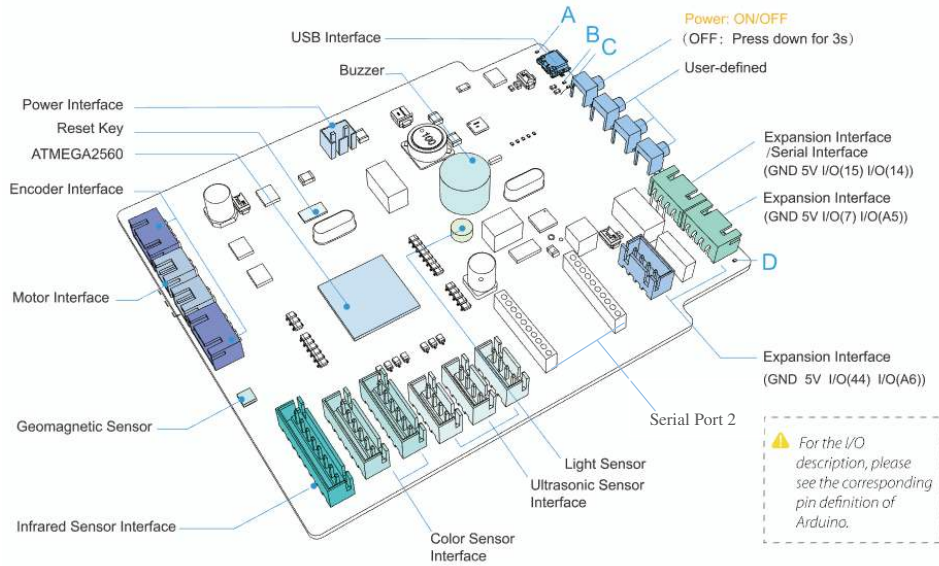 A
B
C
Power: ON/OFF
(OFF: Press down for 3s)
USB Interface
User-defined
Buzzer
Power Interface
Reset Key
ATMEGA2560
Encoder Interface
100
Expansion Interface
/Serial Interface
(GND 5V I/O(15) I/O(14))
Expansion Interface
(GND 5V I/O(7) I/O(A5))
D
Motor Interface
Expansion Interface
(GND 5V I/O(44) I/O(A6))
Geomagnetic Sensor
Serial Port 2
Light Sensor
Ultrasonic Sensor
Interface
Infrared Sensor Interface
Color Sensor
Interface
For the I/O
description, please
see the corresponding
pin definition of
Arduino.